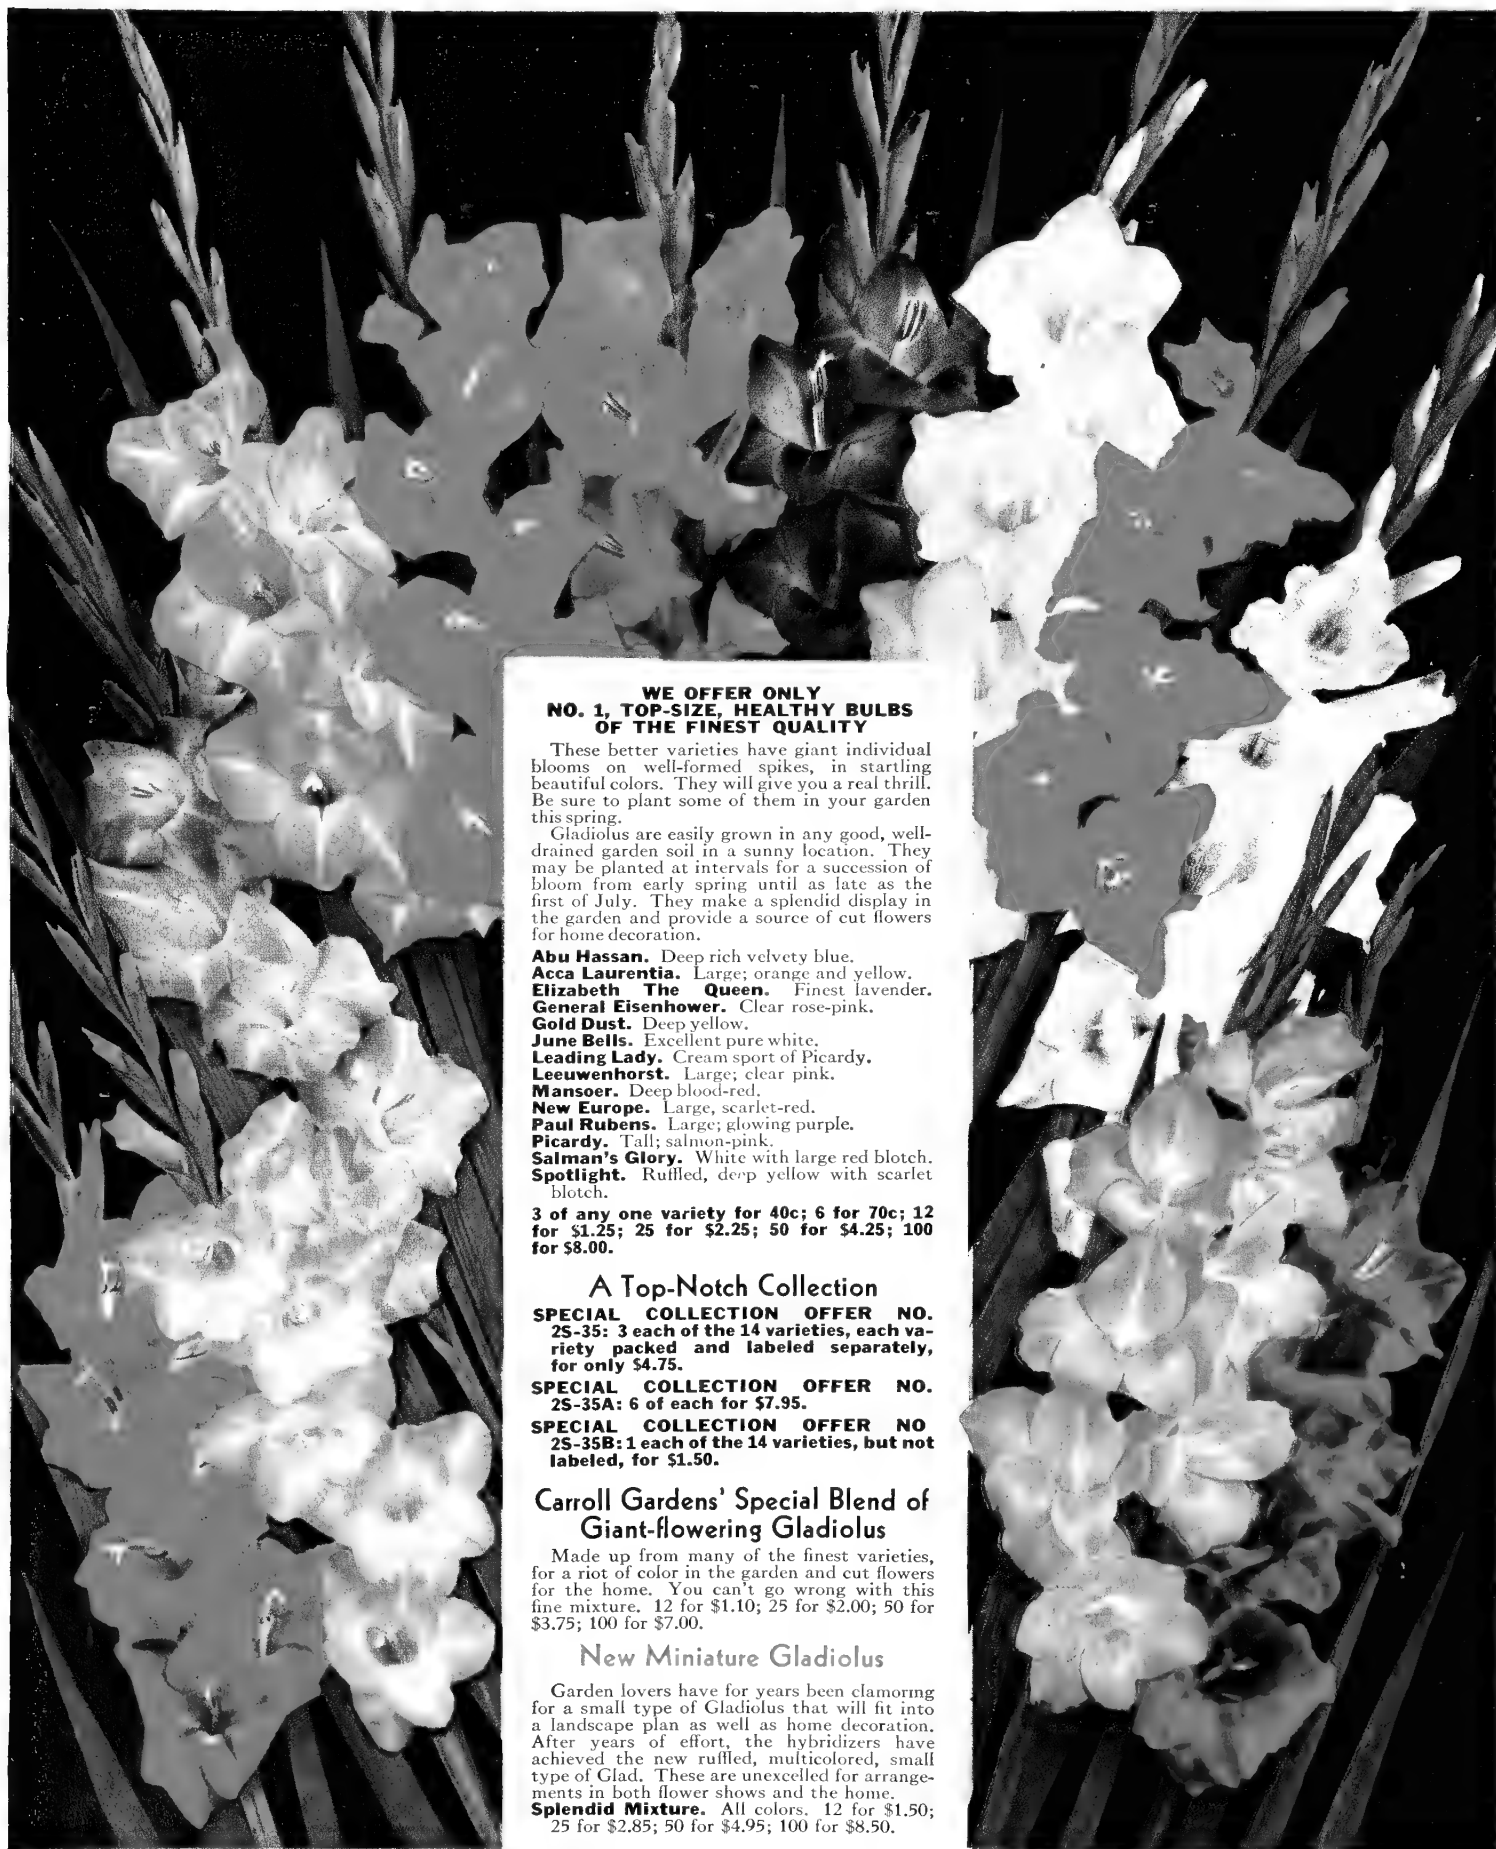 WE OFFER ONLY
NO. 1, TOP-SIZE, HEALTHY BULBS
OF THE FINEST QUALITY
These better varieties have giant individual
blooms on well-formed spikes, in startling
beautiful colors. They will give you a real thrill.
Be sure to plant some of them in your garden
this spring.
Gladiolus are easily grown in any good, well-
drained garden soil in a sunny location. They
may be planted at intervals for a succession of
bloom from early spring until as late as the
first of July. They make a splendid display in
the garden and provide a source of cut flowers
for home decoration.
Abu Hassan. Deep rich velvety blue.
Acca Laurentia. Large; orange and yellow.
Elizabeth The Queen. Finest lavender.
General Eisenhower. Clear rose-pink.
Gold Dust. Deep yellow.
June Bells. Excellent pure white.
Leading Lady. Cream sport of Picardy.
Leeuwenhorst. Large; clear pink.
Mansoer. Deep blood-red.
New Europe. Large, scarlet-red.
Paul Rubens. Large; glowing purple.
Picardy. Tall; salmon-pink.
Salman's Glory. White with large red blotch.
Spotlight. Ruffled, deep yellow with scarlet
blotch.
3 of any one variety for 40c; 6 for 70c; 12
for $1.25; 25 for $2.25; 50 for $4.25; 100
for $8.00.
A Top-Notch Collection
SPECIAL COLLECTION OFFER NO.
2S-35: 3 each of the 14 varieties, each va-
riety packed and labeled separately,
for only $4.75.
SPECIAL COLLECTION OFFER NO.
2S-35A: 6 of each for $7.95.
SPECIAL COLLECTION OFFER NO
2S-35B: 1 each of the 14 varieties, but not
labeled, for $1.50.
Carroll Gardens' Special Blend of
Giant-flowering Gladiolus
Made up from many of the finest varieties,
for a riot of color in the garden and cut flowers
for the home. You can't go wrong with this
fine mixture. 12 for $1.10; 25 for $2.00; 50 for
$3.75; 100 for $7.00.
New Miniature Gladiolus
Garden lovers have for years been clamoring
for a small type of Gladiolus that will fit into
a landscape plan as well as home decoration.
After years of effort, the hybridizers have
achieved the new ruffled, multicolored, small
type of Glad. These are unexcelled for arrange-
ments in both flower shows and the home.
Splendid Mixture. All colors. 12 for $1.50;
25 for $2.85; 50 for $4.95; 100 for $8.50.